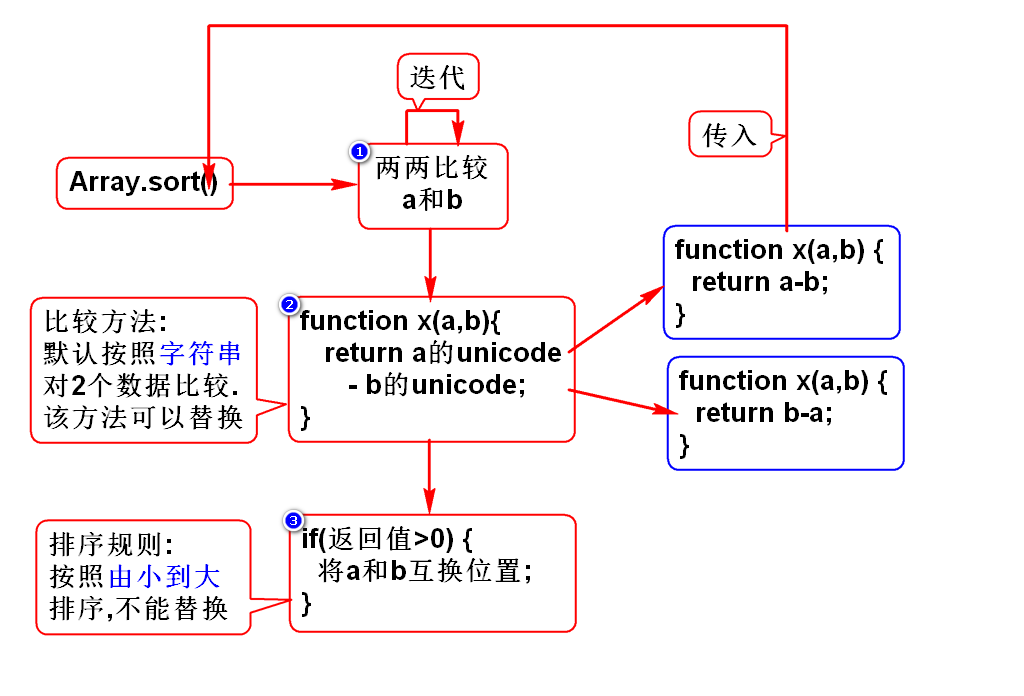 迭代
传入
Array.sort()
1
两两比较
a和b
function x(a,b) {
return a-b;
}
比较方法:
默认按照字符串
对2个数据比较.
该方法可以替换
2
function x(a,b){
return a的unicode
- b的unicode;
}
function x(a,b) {
return b-a;
}
排序规则:
按照由小到大
排序,不能替换
3
if(返回值>0) {
将a和b互换位置;
}